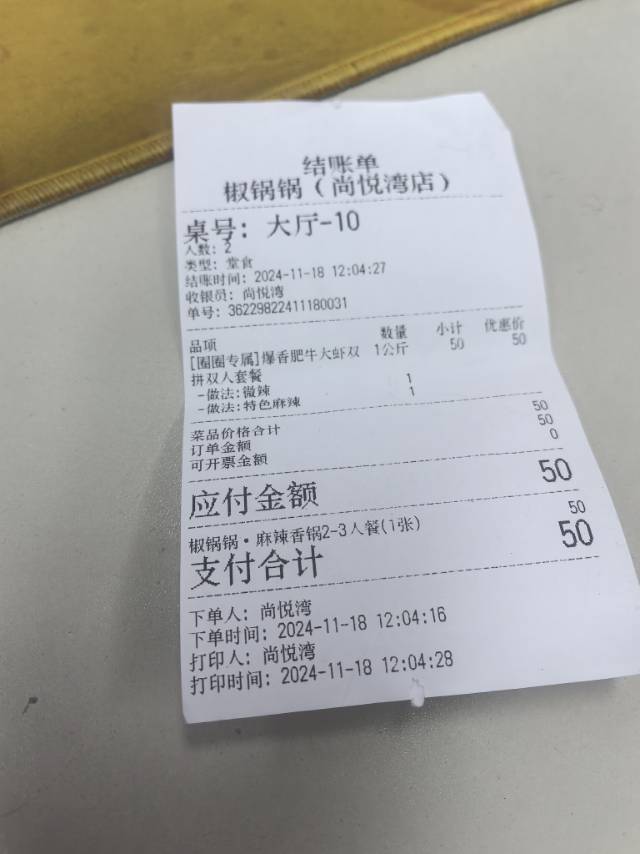 结账单
椒锅锅（尚悦湾店）
桌号：大厅-10
人数：2
类型：堂食
结账时间：2024-11-18 12:04:27
收银员：尚悦湾
单号：36229822411180031
品项 数量 小计 优惠价
[圈圈专属]爆香肥牛大虾双 1公斤 50 50
拼双人套餐
-做法:微辣 1
-做法:特色麻辣 1
菜品价格合计 50
订单金额 50
可开票金额 0
应付金额 50
椒锅锅·麻辣香锅2-3人餐(1张) 50
支付合计 50
下单人：尚悦湾
下单时间：2024-11-18 12:04:16
打印人：尚悦湾
打印时间：2024-11-18 12:04:28